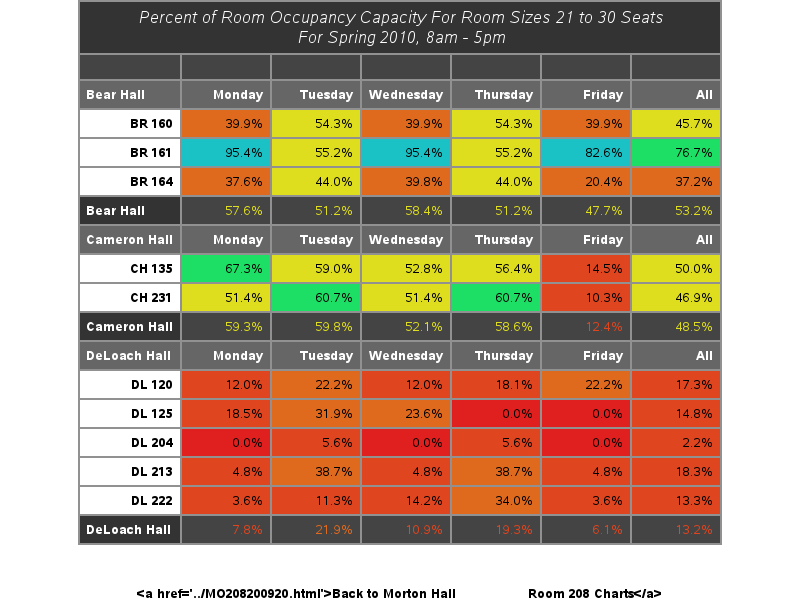 Percent of Room Occupancy Capacity For Room Sizes 21 to 30 Seats
For Spring 2010, 8am - 5pm
Bear Hall Monday Tuesday Wednesday Thursday Friday All
BR 160 39.9% 54.3% 39.9% 54.3% 39.9% 45.7%
BR 161 95.4% 55.2% 95.4% 55.2% 82.6% 76.7%
BR 164 37.6% 44.0% 39.8% 44.0% 20.4% 37.2%
Bear Hall 57.6% 51.2% 58.4% 51.2% 47.7% 53.2%
Cameron Hall Monday Tuesday Wednesday Thursday Friday All
CH 135 67.3% 59.0% 52.8% 56.4% 14.5% 50.0%
CH 231 51.4% 60.7% 51.4% 60.7% 10.3% 46.9%
Cameron Hall 59.3% 59.8% 52.1% 58.6% 12.4% 48.5%
DeLoach Hall Monday Tuesday Wednesday Thursday Friday All
DL 120 12.0% 22.2% 12.0% 18.1% 22.2% 17.3%
DL 125 18.5% 31.9% 23.6% 0.0% 0.0% 14.8%
DL 204 0.0% 5.6% 0.0% 5.6% 0.0% 2.2%
DL 213 4.8% 38.7% 4.8% 38.7% 4.8% 18.3%
DL 222 3.6% 11.3% 14.2% 34.0% 3.6% 13.3%
DeLoach Hall 7.8% 21.9% 10.9% 19.3% 6.1% 13.2%
<a href='../MO208200920.html'>Back to Morton Hall Room 208 Charts</a>